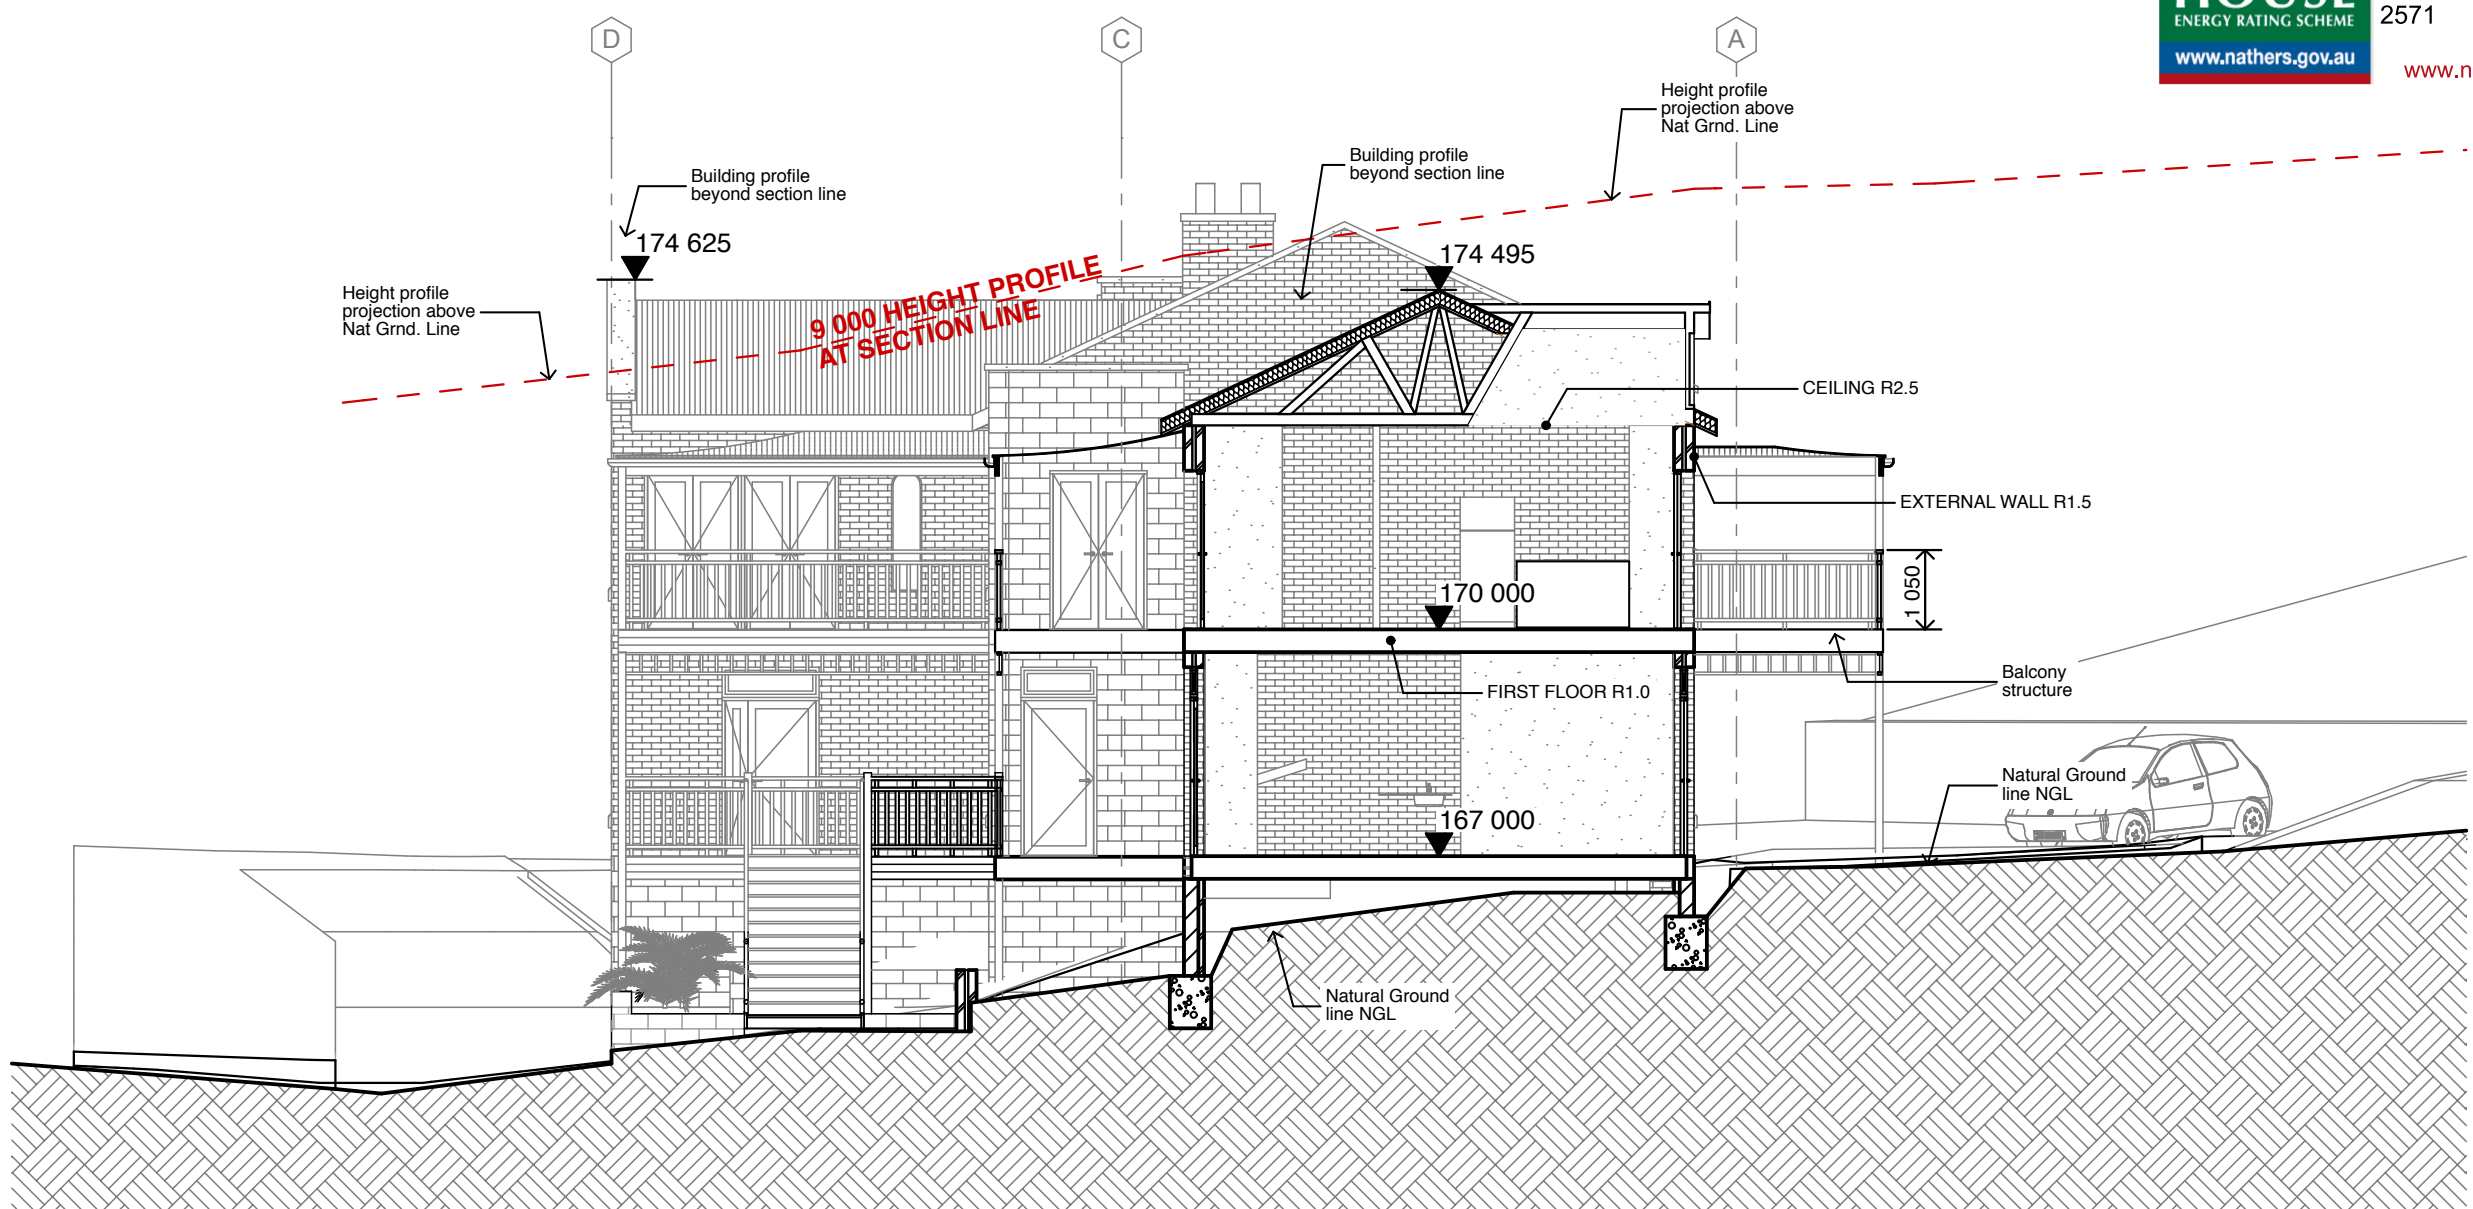 HOUSE
ENERGY RATING SCHEME
www.nathers.gov.au
2571
www.n
D
C
A
Height profile
projection above
Nat Grnd. Line
Building profile
beyond section line
Building profile
beyond section line
174 625
174 495
9 000 HEIGHT PROFILE
AT SECTION LINE
Height profile
projection above
Nat Grnd. Line
CEILING R2.5
EXTERNAL WALL R1.5
170 000
1 050
FIRST FLOOR R1.0
Balcony
structure
Natural Ground
line NGL
167 000
Natural Ground
line NGL